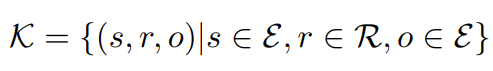 𝒦 = {(s, r, o)|s ∈ ℰ, r ∈ ℛ, o ∈ ℰ}